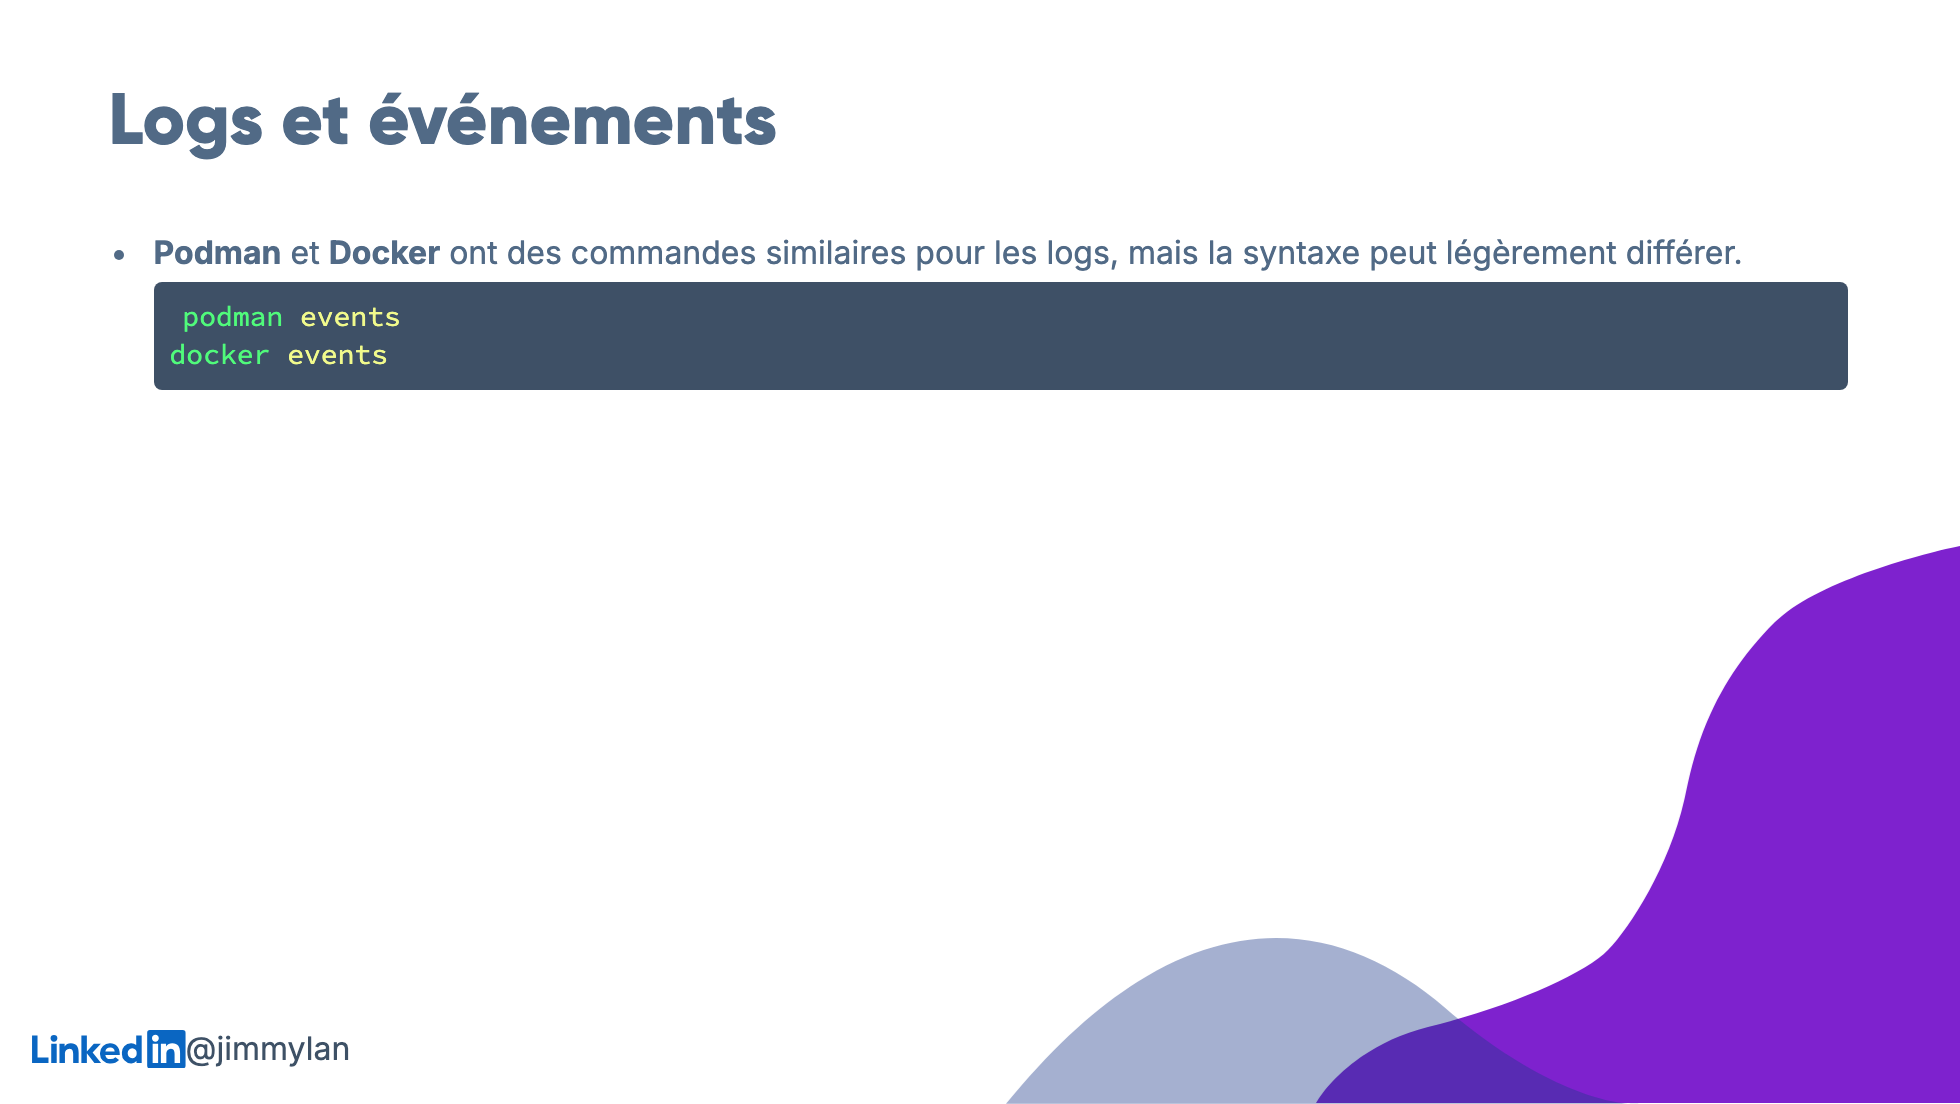 Logs et événements
• Podman et Docker ont des commandes similaires pour les logs, mais la syntaxe peut légèrement différer.
podman events
docker events
Linkedin@jimmylan